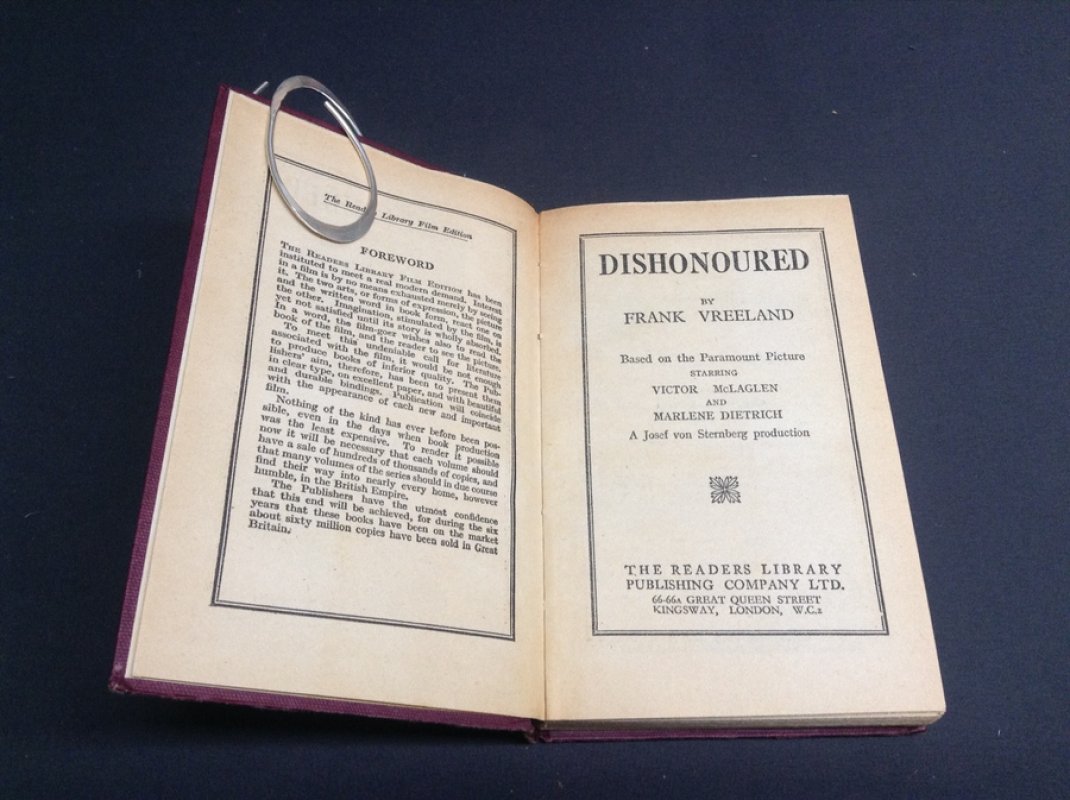 The Readers Library Film Edition
FOREWORD
THE READERS LIBRARY FILM EDITION has been
instituted to meet a real modern demand. Interest
in a film is by no means exhausted merely by seeing
it. The two arts, or forms of expression, the picture
and the written word in book form, react one on
the other. Imagination, stimulated by the film, is
yet not satisfied until its story is wholly absorbed.
In a word, the film-goer wishes also to read the
book of the film, and the reader to see the picture.
To meet this undeniable call for literature
associated with the film, it would not be enough
to produce books of inferior quality. The Pub-
lishers' aim, therefore, has been to present them
in clear type, on excellent paper, and with beautiful
and durable bindings. Publication will coincide
with the appearance of each new and important
film.
Nothing of the kind has ever before been pos-
sible, even in the days when book production
was the least expensive. To render it possible
now it will be necessary that each volume should
have a sale of hundreds of thousands of copies, and
that many volumes of the series should in due course
find their way into nearly every home, however
humble, in the British Empire.
The Publishers have the utmost confidence
that this end will be achieved, for during the six
years that these books have been on the market
about sixty million copies have been sold in Great
Britain.
DISHONOURED
BY
FRANK VREELAND
Based on the Paramount Picture
STARRING
VICTOR McLAGLEN
AND
MARLENE DIETRICH
A Josef von Sternberg production
THE READERS LIBRARY
PUBLISHING COMPANY LTD.
66-66A GREAT QUEEN STREET
KINGSWAY, LONDON, W.C.2